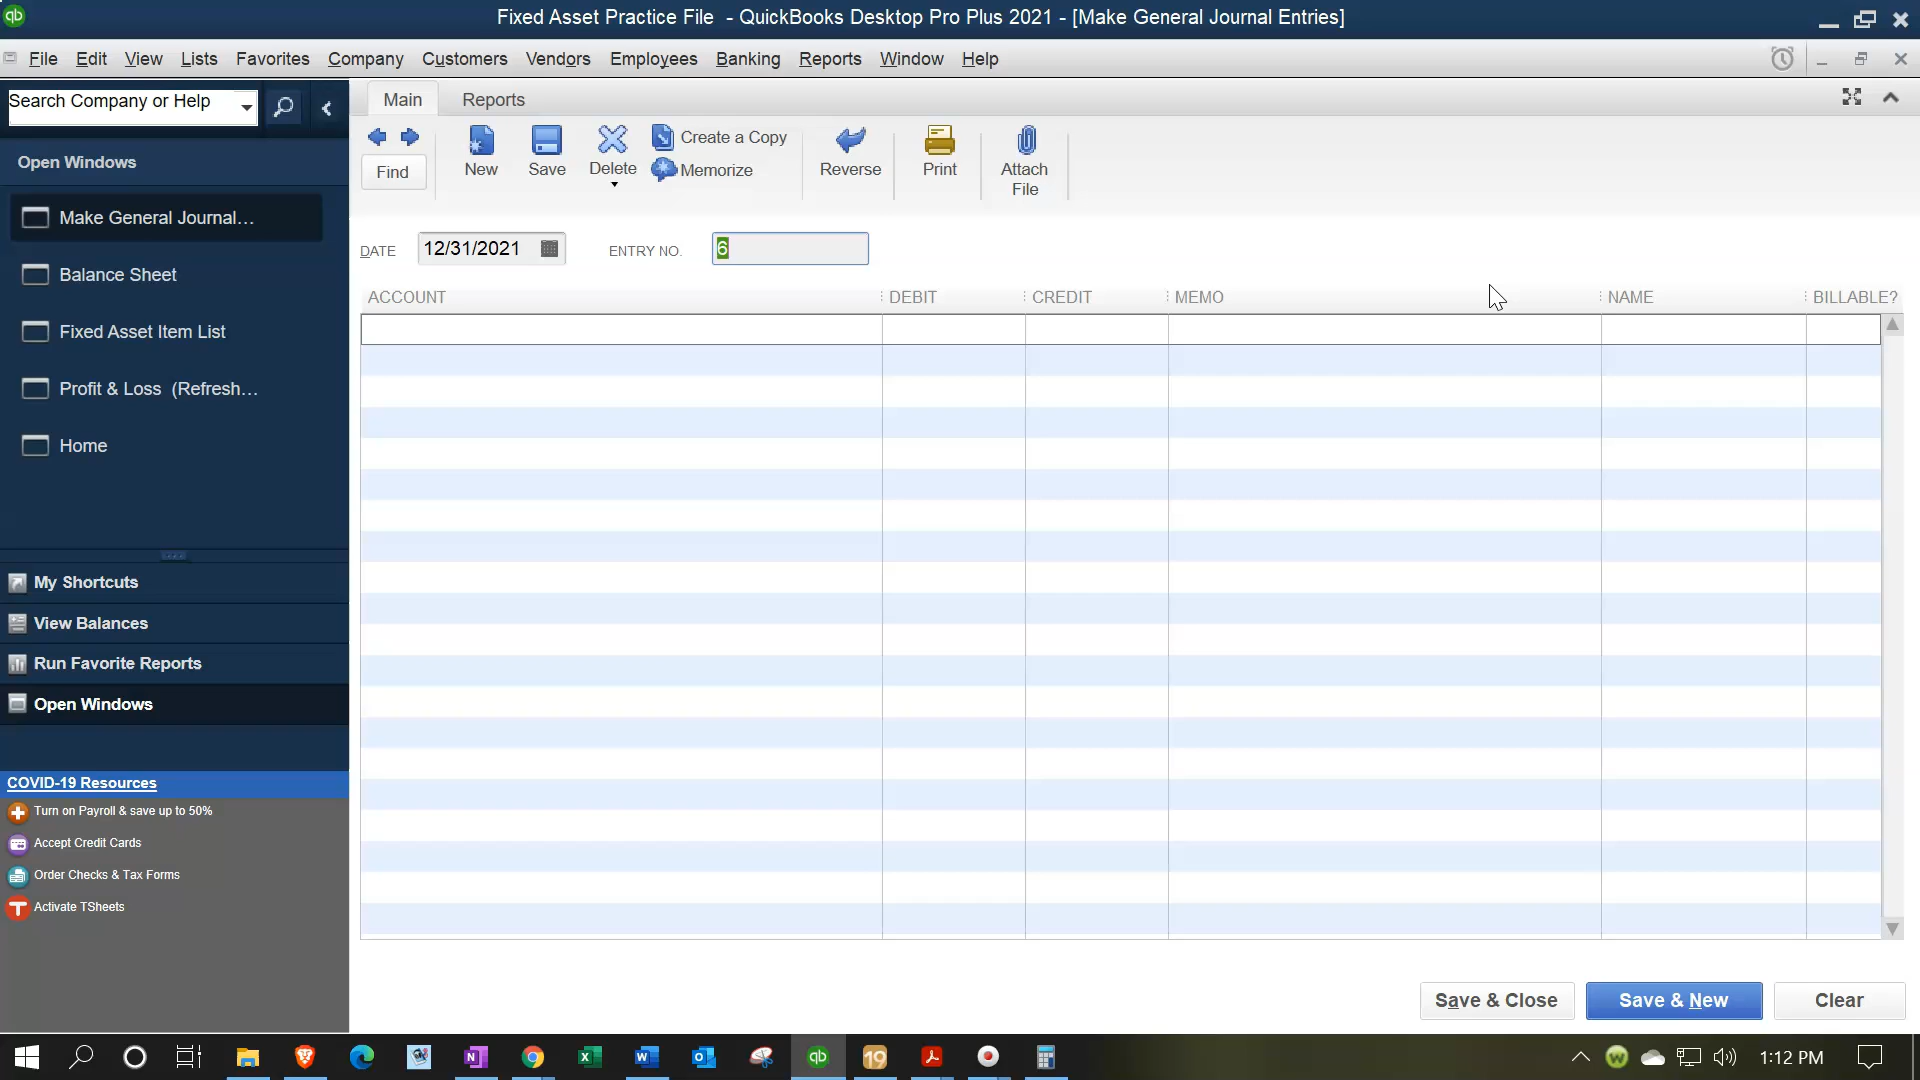 qb
Fixed Asset Practice File - QuickBooks Desktop Pro Plus 2021 - [Make General Journal Entries]
File Edit View Lists Favorites Company Customers Vendors Employees Banking Reports Window Help
Search Company or Help
Main Reports
Find
New
Save
Delete
Create a Copy
Memorize
Reverse
Print
Attach
File
Open Windows
Make General Journal...
Balance Sheet
Fixed Asset Item List
Profit & Loss (Refresh...
Home
DATE 12/31/2021 ENTRY NO. 6
ACCOUNT DEBIT CREDIT MEMO NAME BILLABLE?
My Shortcuts
View Balances
Run Favorite Reports
Open Windows
COVID-19 Resources
Turn on Payroll & save up to 50%
Accept Credit Cards
Order Checks & Tax Forms
Activate TSheets
Save & Close Save & New Clear
qb 19 1:12 PM